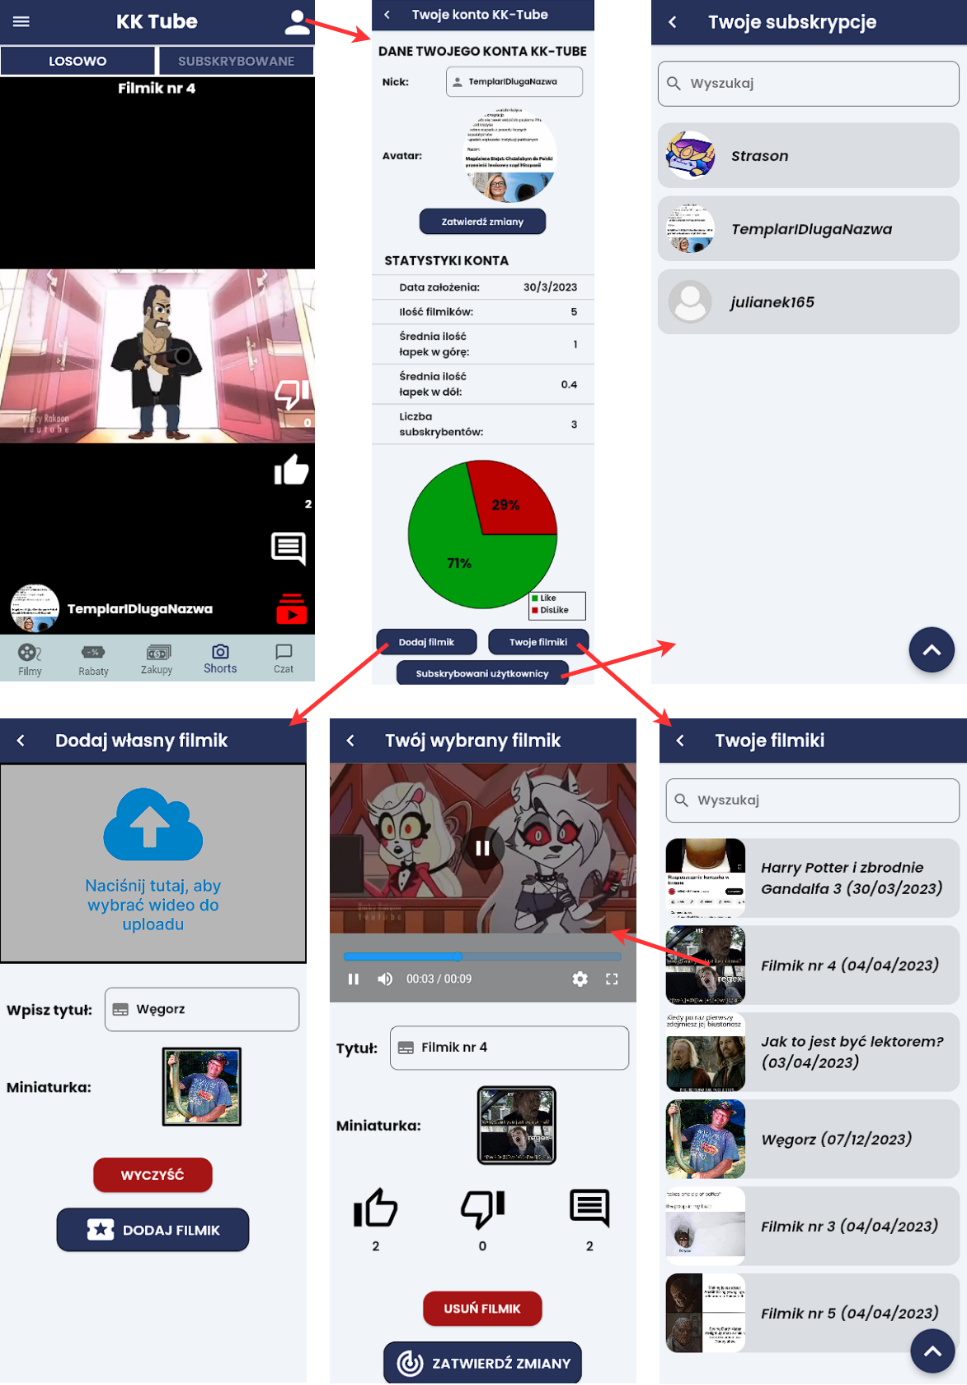 KK Tube
LOSOWO
SUBSKRYBOWANE
Filmik nr 4
Youtube
0
2
TemplarIDlugaNazwa
Filmy
Rabaty
Zakupy
Shorts
Czat
Twoje konto KK-Tube
DANE TWOJEGO KONTA KK-TUBE
Nick:
TemplarIDlugaNazwa
Avatar:
Zatwierdź zmiany
STATYSTYKI KONTA
Data założenia:
30/3/2023
Ilość filmików:
5
Średnia ilość
łapek w górę:
1
Średnia ilość
łapek w dół:
0.4
Liczba
subskrybentów:
3
29%
71%
Like
DisLike
Dodaj filmik
Twoje filmiki
Subskrybowani użytkownicy
Twoje subskrypcje
Wyszukaj
Strason
TemplarIDlugaNazwa
julianek165
Dodaj własny filmik
Naciśnij tutaj, aby
wybrać wideo do
uploadu
Wpisz tytuł:
Węgorz
Miniaturka:
WYCZYŚĆ
DODAJ FILMIK
Twój wybrany filmik
00:03 / 00:09
Tytuł:
Filmik nr 4
Miniaturka:
regex
2
0
2
USUŃ FILMIK
ZATWIERDŹ ZMIANY
Twoje filmiki
Wyszukaj
Harry Potter i zbrodnie
Gandalfa 3 (30/03/2023)
regex
Filmik nr 4 (04/04/2023)
Jak to jest być lektorem?
(03/04/2023)
Węgorz (07/12/2023)
Filmik nr 3 (04/04/2023)
Filmik nr 5 (04/04/2023)